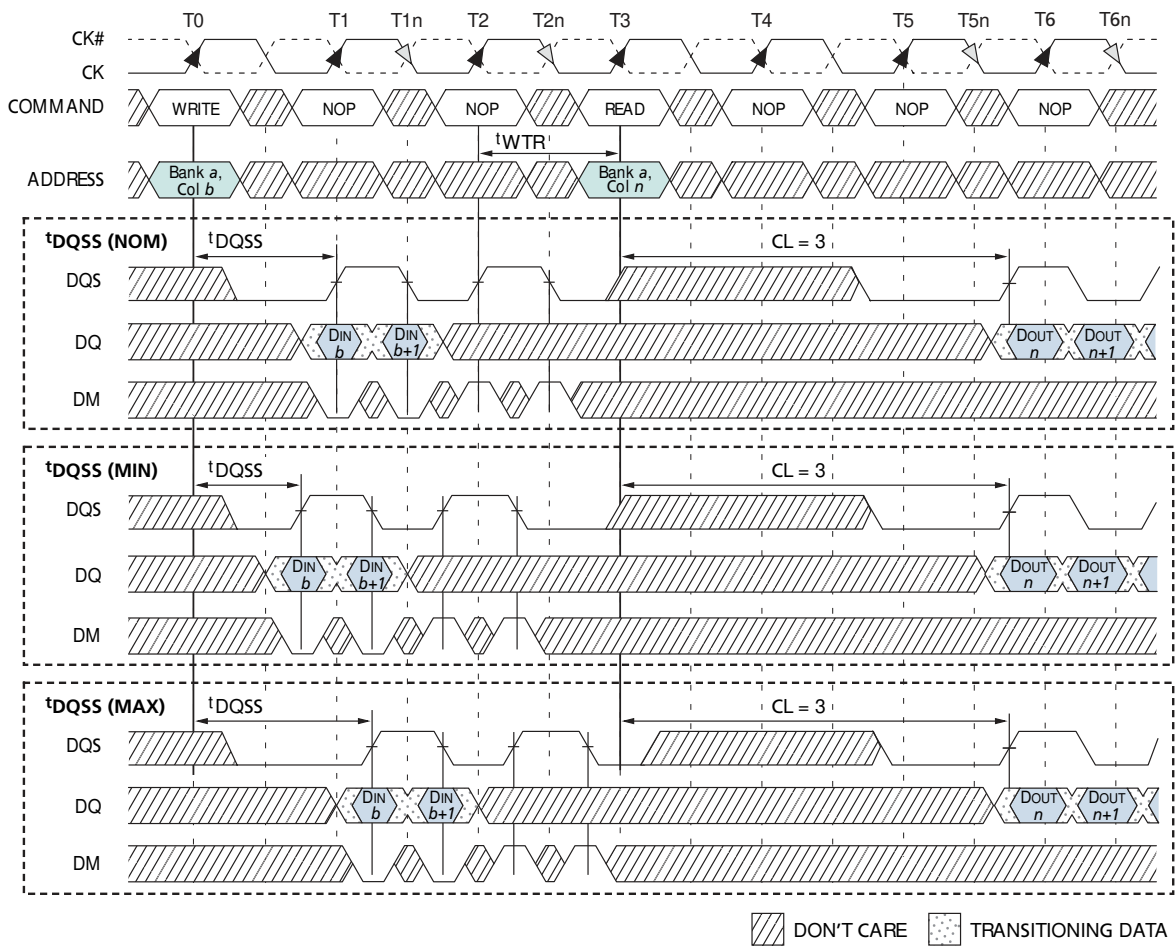 T0 T1 T1n T2 T2n T3 T4 T5 T5n T6 T6n
CK#
CK
COMMAND WRITE NOP NOP READ NOP NOP NOP
tWTR
ADDRESS Bank a, Col b Bank a, Col n
tDQSS (NOM) tDQSS CL = 3
DQS
DQ DIN b DIN b+1 DOUT n DOUT n+1
DM
tDQSS (MIN) tDQSS CL = 3
DQS
DQ DIN b DIN b+1 DOUT n DOUT n+1
DM
tDQSS (MAX) tDQSS CL = 3
DQS
DQ DIN b DIN b+1 DOUT n DOUT n+1
DM
DON'T CARE TRANSITIONING DATA